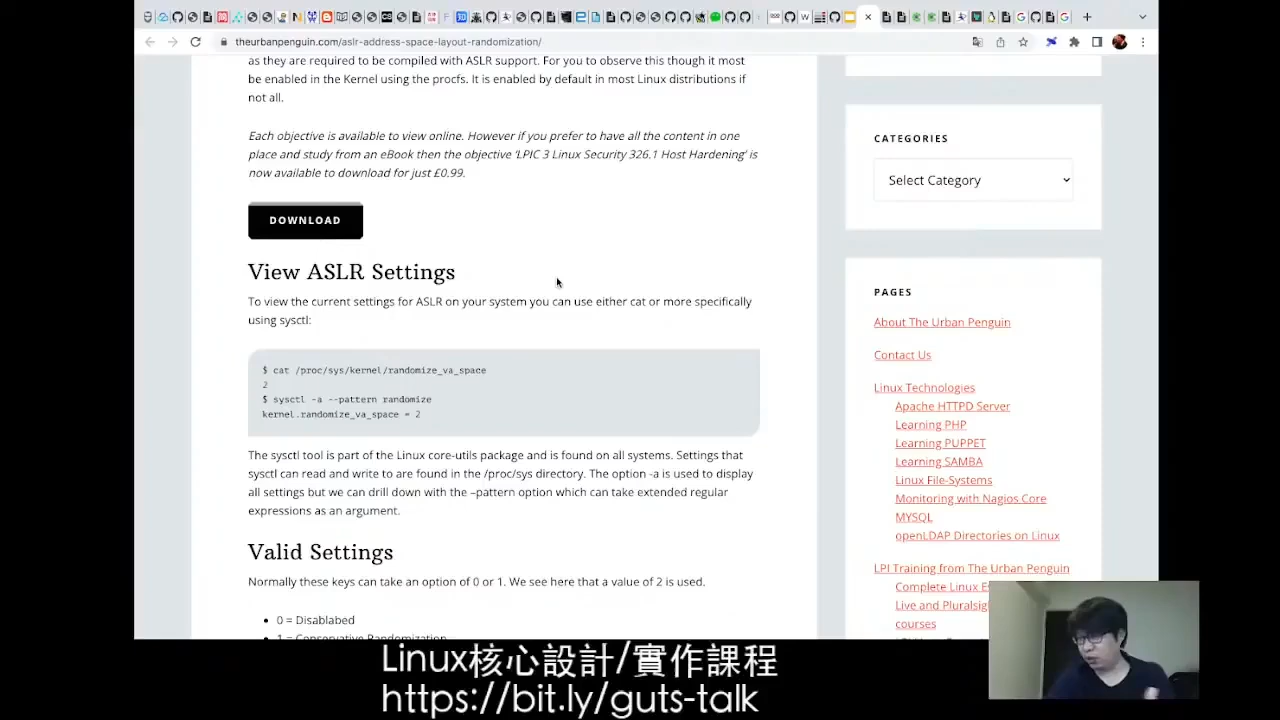 theurbanpenguin.com/aslr-address-space-layout-randomization/
as they are required to be compiled with ASLR support. For you to observe this though it most
be enabled in the Kernel using the procfs. It is enabled by default in most Linux distributions if
not all.
Each objective is available to view online. However if you prefer to have all the content in one
place and study from an eBook then the objective ‘LPIC 3 Linux Security 326.1 Host Hardening’ is
now available to download for just £0.99.
DOWNLOAD
View ASLR Settings
To view the current settings for ASLR on your system you can use either cat or more specifically
using sysctl:
$ cat /proc/sys/kernel/randomize_va_space
2
$ sysctl -a --pattern randomize
kernel.randomize_va_space = 2
The sysctl tool is part of the Linux core-utils package and is found on all systems. Settings that
sysctl can read and write to are found in the /proc/sys directory. The option -a is used to display
all settings but we can drill down with the –pattern option which can take extended regular
expressions as an argument.
Valid Settings
Normally these keys can take an option of 0 or 1. We see here that a value of 2 is used.
0 = Disablabed
1 = Conservative Randomization
CATEGORIES
Select Category
PAGES
About The Urban Penguin
Contact Us
Linux Technologies
Apache HTTPD Server
Learning PHP
Learning PUPPET
Learning SAMBA
Linux File-Systems
Monitoring with Nagios Core
MYSQL
openLDAP Directories on Linux
LPI Training from The Urban Penguin
Complete Linux
Live and
courses
Linux核心設計/實作課程
https://bit.ly/guts-talk